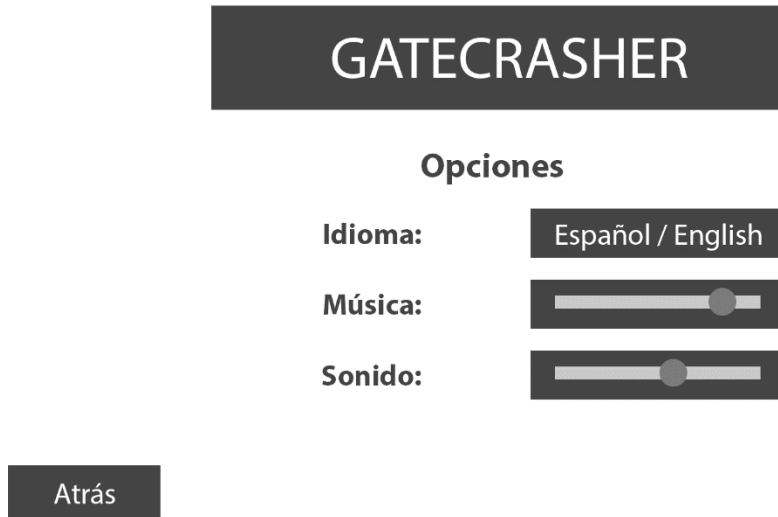 GATECRASHER
Opciones
Idioma: Español / English
Música:
Sonido:
Atrás